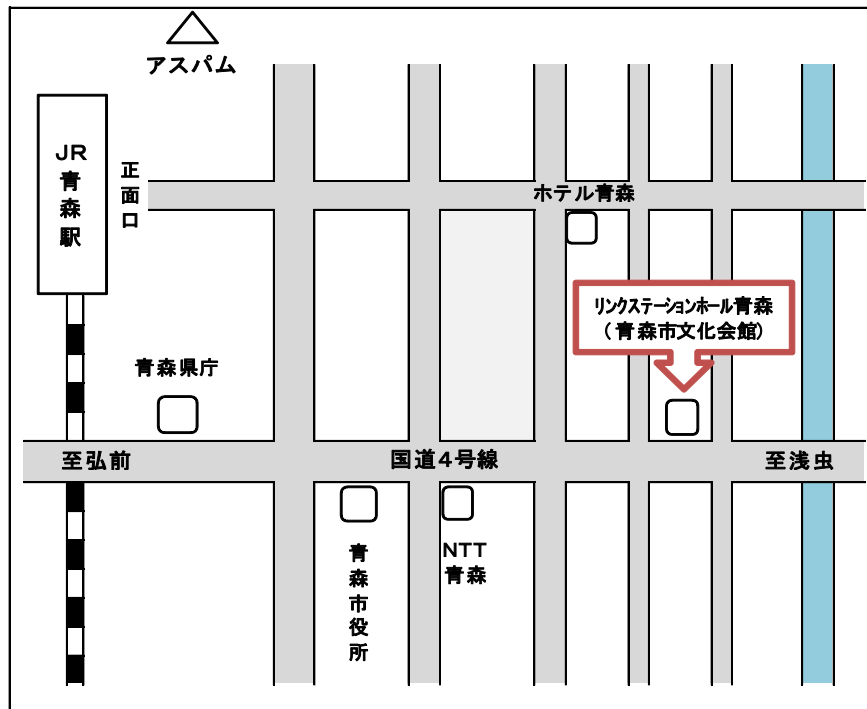 アスパム
JR青森駅
正面口
ホテル青森
リンクステーションホール青森
(青森市文化会館)
青森県庁
至弘前
国道4号線
至浅虫
青森市役所
NTT
青森